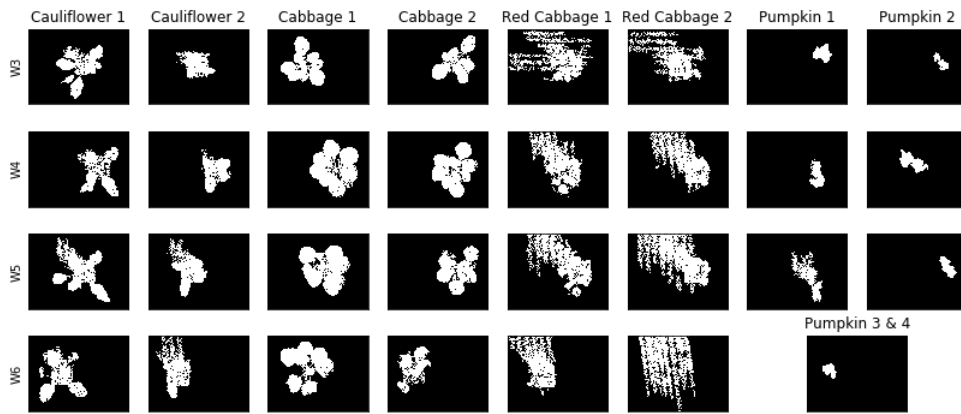 Cauliflower 1 Cauliflower 2 Cabbage 1 Cabbage 2 Red Cabbage 1 Red Cabbage 2 Pumpkin 1 Pumpkin 2
W3
W4
W5
Pumpkin 3 & 4
W6